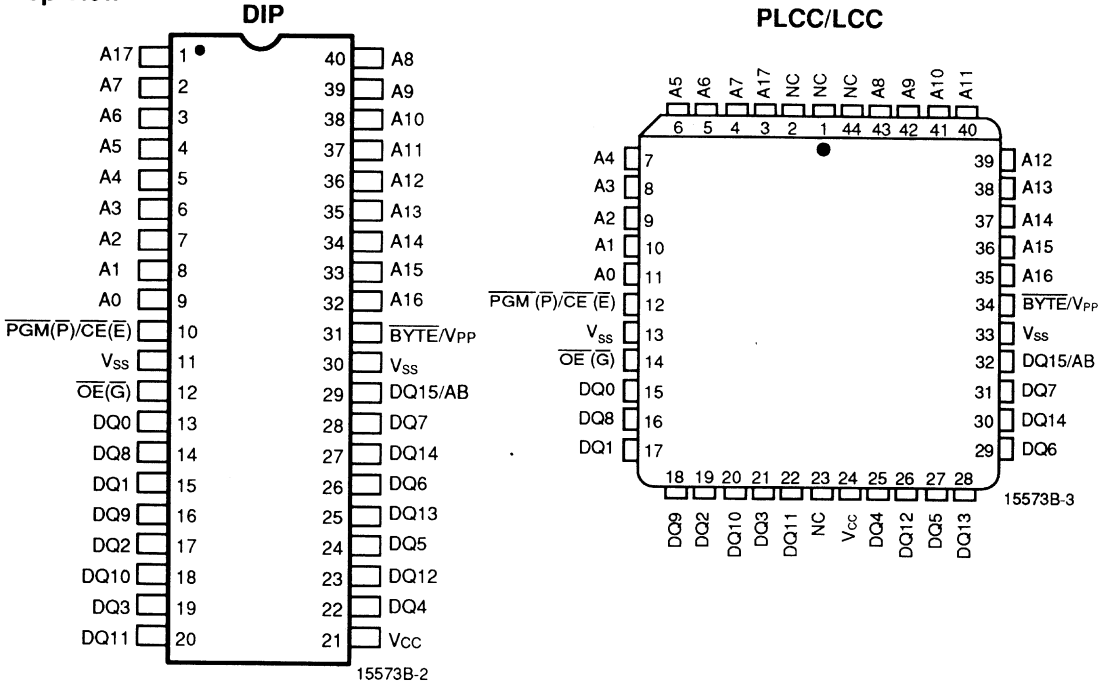 DIP
A17 1 40 A8
A7 2 39 A9
A6 3 38 A10
A5 4 37 A11
A4 5 36 A12
A3 6 35 A13
A2 7 34 A14
A1 8 33 A15
A0 9 32 A16
PGM(P)/CE(E) 10 31 BYTE/VPP
VSS 11 30 VSS
OE(G) 12 29 DQ15/AB
DQ0 13 28 DQ7
DQ8 14 27 DQ14
DQ1 15 26 DQ6
DQ9 16 25 DQ13
DQ2 17 24 DQ5
DQ10 18 23 DQ12
DQ3 19 22 DQ4
DQ11 20 21 VCC
15573B-2
PLCC/LCC
A5 A6 A7 A17 NC NC NC A8 A9 A10 A11
6 5 4 3 2 1 44 43 42 41 40
A4 7 39 A12
A3 8 38 A13
A2 9 37 A14
A1 10 36 A15
A0 11 35 A16
PGM (P)/CE (E) 12 34 BYTE/VPP
VSS 13 33 VSS
OE (G) 14 32 DQ15/AB
DQ0 15 31 DQ7
DQ8 16 30 DQ14
DQ1 17 29 DQ6
18 19 20 21 22 23 24 25 26 27 28
DQ9 DQ2 DQ10 DQ3 DQ11 NC VCC DQ4 DQ12 DQ5 DQ13
15573B-3